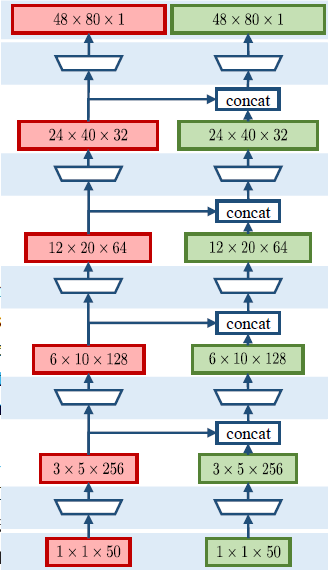 48 × 80 × 1 48 × 80 × 1
concat
24 × 40 × 32 24 × 40 × 32
concat
12 × 20 × 64 12 × 20 × 64
concat
6 × 10 × 128 6 × 10 × 128
concat
3 × 5 × 256 3 × 5 × 256
1 × 1 × 50 1 × 1 × 50